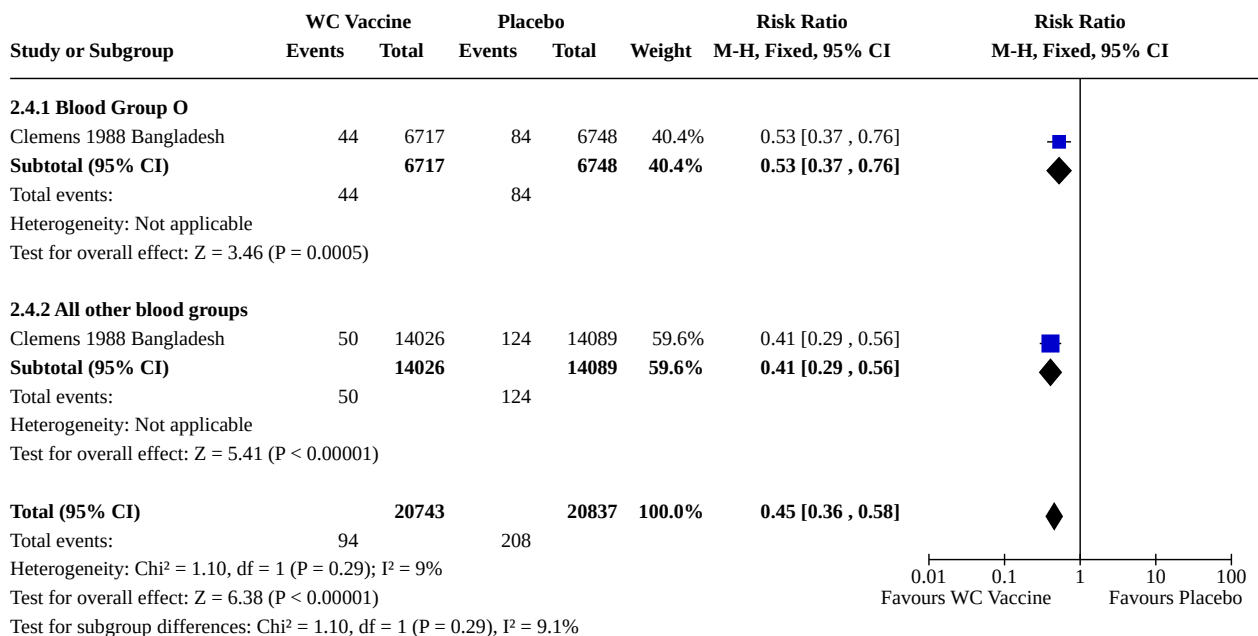 WC Vaccine Placebo Risk Ratio Risk Ratio
Study or Subgroup Events Total Events Total Weight M-H, Fixed, 95% CI M-H, Fixed, 95% CI
2.4.1 Blood Group O
Clemens 1988 Bangladesh 44 6717 84 6748 40.4% 0.53 [0.37 , 0.76]
Subtotal (95% CI) 6717 6748 40.4% 0.53 [0.37 , 0.76]
Total events: 44 84
Heterogeneity: Not applicable
Test for overall effect: Z = 3.46 (P = 0.0005)
2.4.2 All other blood groups
Clemens 1988 Bangladesh 50 14026 124 14089 59.6% 0.41 [0.29 , 0.56]
Subtotal (95% CI) 14026 14089 59.6% 0.41 [0.29 , 0.56]
Total events: 50 124
Heterogeneity: Not applicable
Test for overall effect: Z = 5.41 (P < 0.00001)
Total (95% CI) 20743 20837 100.0% 0.45 [0.36 , 0.58]
Total events: 94 208
Heterogeneity: Chi² = 1.10, df = 1 (P = 0.29); I² = 9%
0.01 0.1 1 10 100
Test for overall effect: Z = 6.38 (P < 0.00001) Favours WC Vaccine Favours Placebo
Test for subgroup differences: Chi² = 1.10, df = 1 (P = 0.29), I² = 9.1%